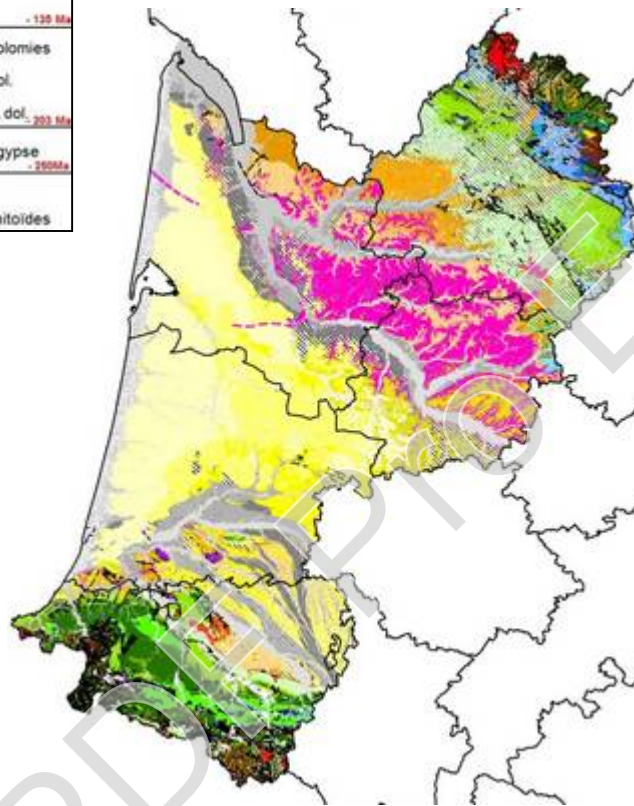 - 135 Ma
olomies
ol.
dol.
- 203 Ma
gypse
- 250Ma
nitoïdes